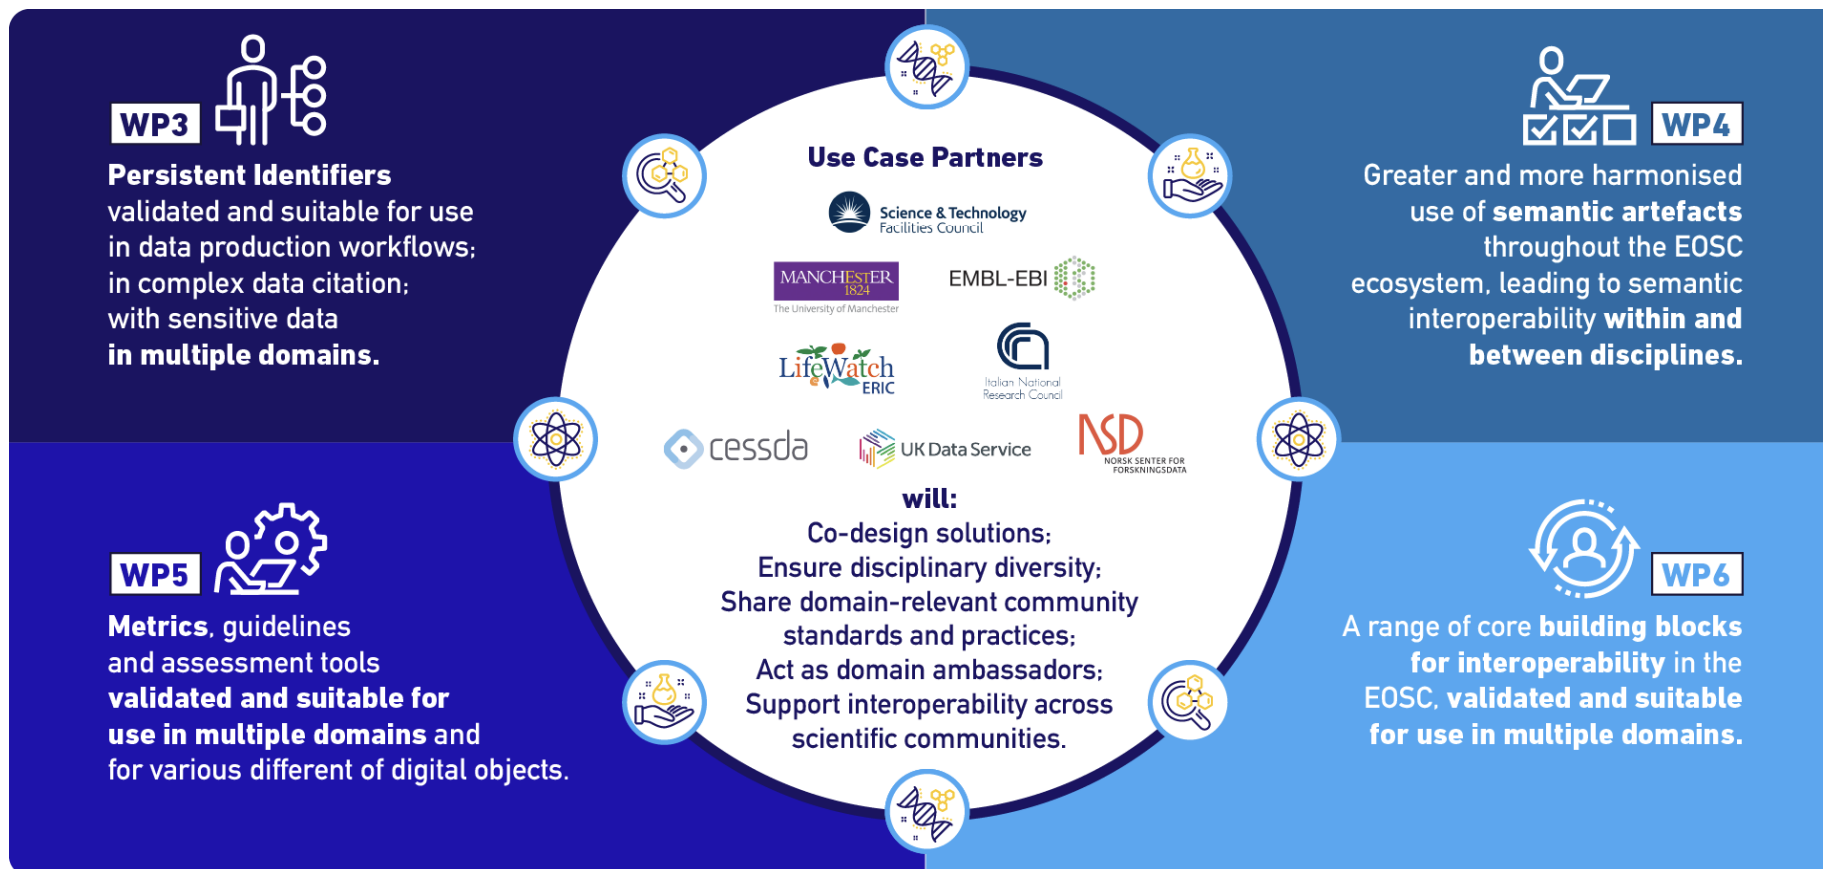 WP3
Persistent Identifiers
validated and suitable for use
in data production workflows;
in complex data citation;
with sensitive data
in multiple domains.
WP4
Greater and more harmonised
use of semantic artefacts
throughout the EOSC
ecosystem, leading to semantic
interoperability within and
between disciplines.
Use Case Partners
Science & Technology
Facilities Council
MANCHESTER
1824
The University of Manchester
EMBL-EBI
LifeWatch
ERIC
Italian National
Research Council
cessda
UK Data Service
NSD
NORSK SENTER FOR
FORSKNINGSDATA
will:
Co-design solutions;
Ensure disciplinary diversity;
Share domain-relevant community
standards and practices;
Act as domain ambassadors;
Support interoperability across
scientific communities.
WP5
Metrics, guidelines
and assessment tools
validated and suitable for
use in multiple domains and
for various different of digital objects.
WP6
A range of core building blocks
for interoperability in the
EOSC, validated and suitable
for use in multiple domains.